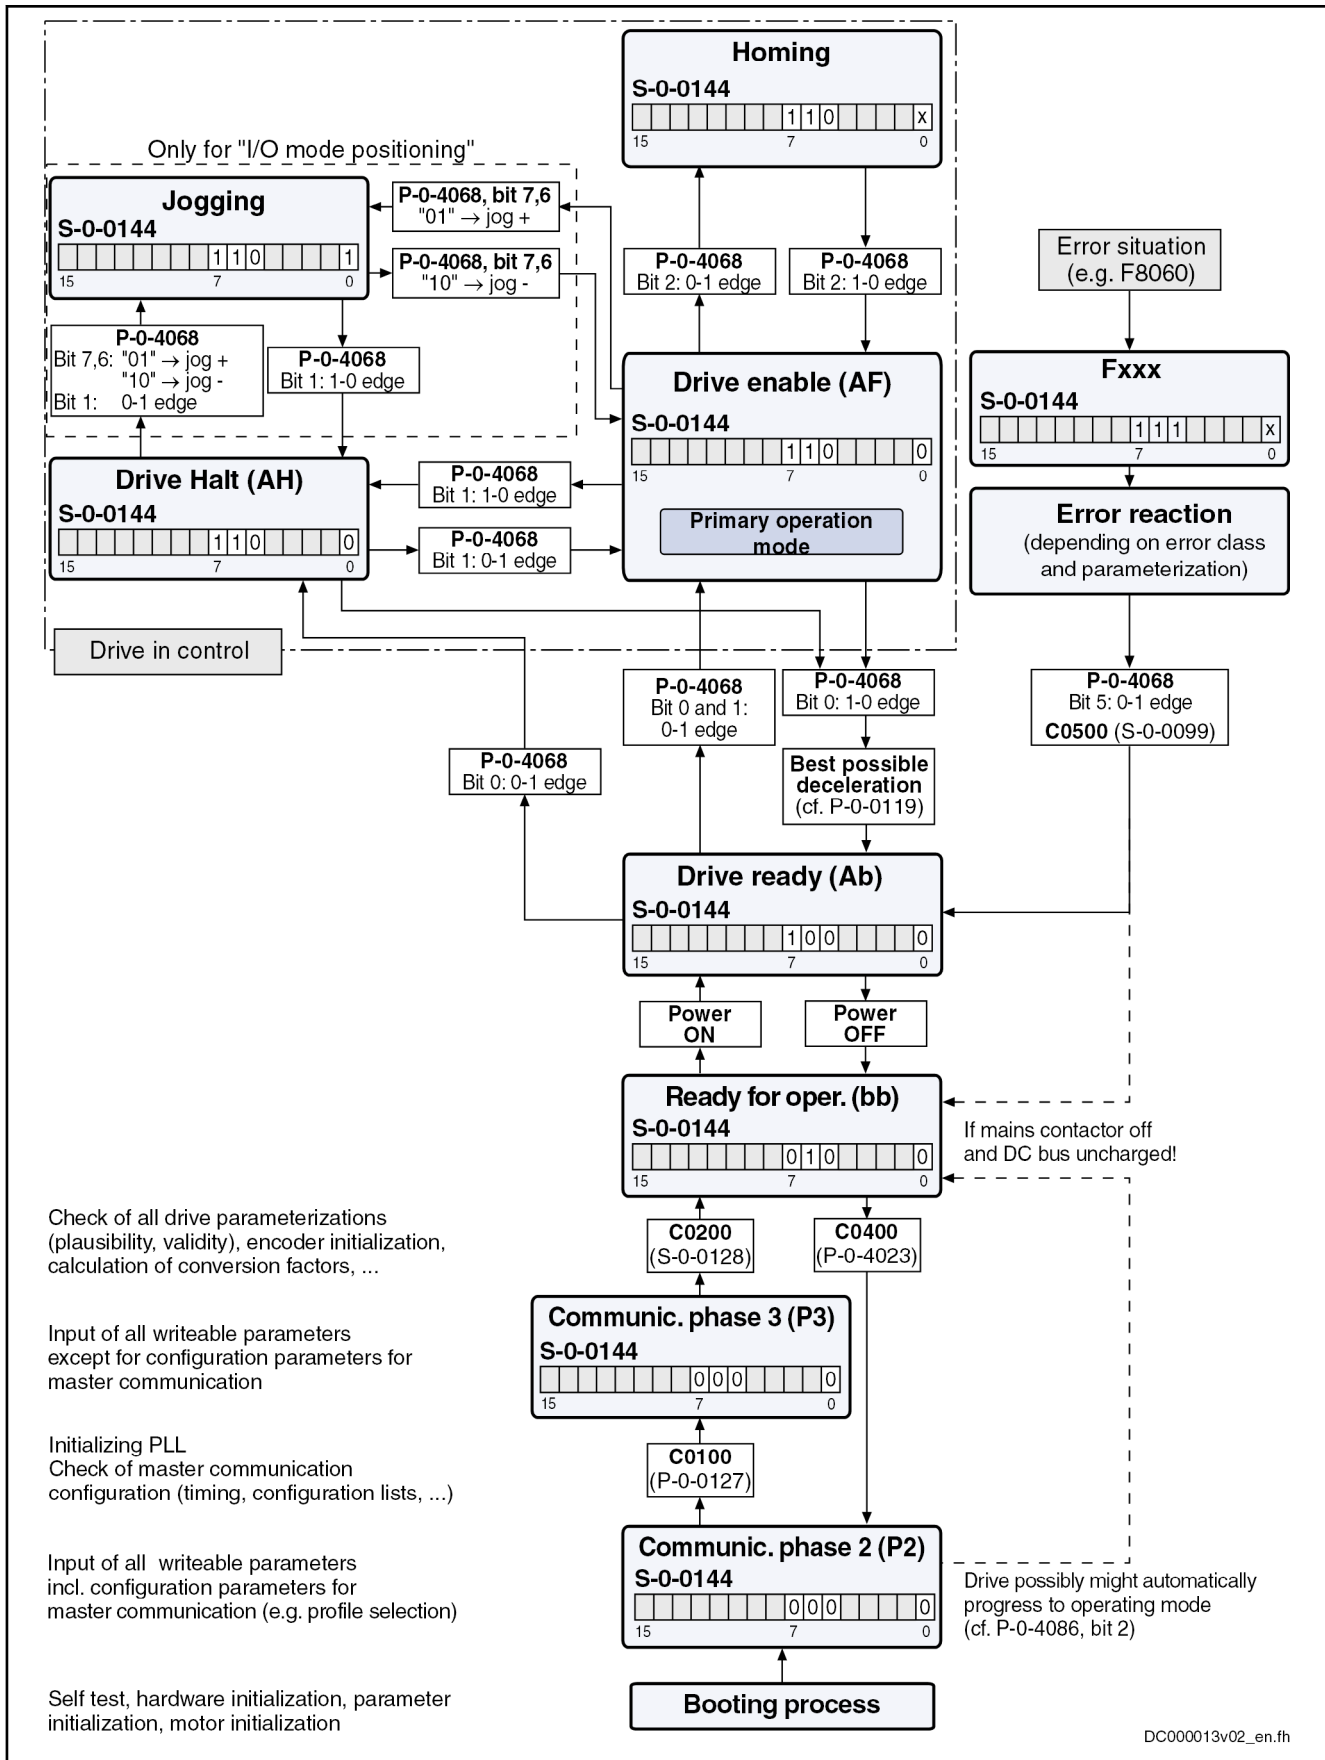 Homing
S-0-0144
1 1 0 x
15 7 0
Only for "I/O mode positioning"
Jogging
S-0-0144
1 1 0 1
15 7 0
P-0-4068, bit 7,6
"01" → jog +
P-0-4068, bit 7,6
"10" → jog -
P-0-4068
Bit 2: 0-1 edge
P-0-4068
Bit 2: 1-0 edge
Error situation
(e.g. F8060)
P-0-4068
Bit 7,6: "01" → jog +
"10" → jog -
Bit 1: 0-1 edge
P-0-4068
Bit 1: 1-0 edge
Drive enable (AF)
S-0-0144
1 1 0 0
15 7 0
Primary operation
mode
Fxxx
S-0-0144
1 1 1 x
15 7 0
Drive Halt (AH)
S-0-0144
1 1 0 0
15 7 0
P-0-4068
Bit 1: 1-0 edge
P-0-4068
Bit 1: 0-1 edge
Error reaction
(depending on error class
and parameterization)
Drive in control
P-0-4068
Bit 0 and 1:
0-1 edge
P-0-4068
Bit 0: 1-0 edge
P-0-4068
Bit 5: 0-1 edge
C0500 (S-0-0099)
P-0-4068
Bit 0: 0-1 edge
Best possible
deceleration
(cf. P-0-0119)
Drive ready (Ab)
S-0-0144
1 0 0 0
15 7 0
Power
ON
Power
OFF
Ready for oper. (bb)
S-0-0144
0 1 0 0
15 7 0
If mains contactor off
and DC bus uncharged!
Check of all drive parameterizations
(plausibility, validity), encoder initialization,
calculation of conversion factors, ...
C0200
(S-0-0128)
C0400
(P-0-4023)
Communic. phase 3 (P3)
S-0-0144
0 0 0 0
15 7 0
Input of all writeable parameters
except for configuration parameters for
master communication
Initializing PLL
Check of master communication
configuration (timing, configuration lists, ...)
C0100
(P-0-0127)
Communic. phase 2 (P2)
S-0-0144
0 0 0 0
15 7 0
Input of all writeable parameters
incl. configuration parameters for
master communication (e.g. profile selection)
Drive possibly might automatically
progress to operating mode
(cf. P-0-4086, bit 2)
Self test, hardware initialization, parameter
initialization, motor initialization
Booting process
DC000013v02_en.fh